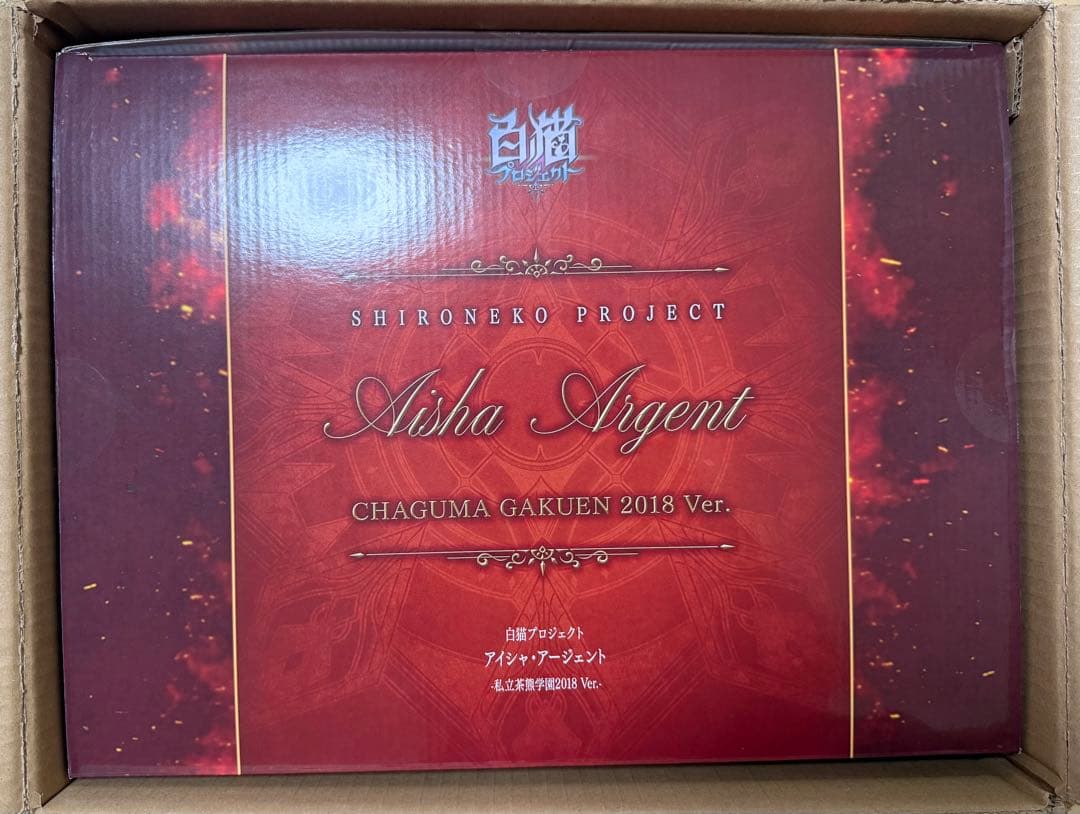 白猫
プロジェクト
SHIRONEKO PROJECT
Aisha Argent
CHAGUMA GAKUEN 2018 Ver.
白猫プロジェクト
アイシャ・アージェント
-私立茶熊学園2018 Ver.-